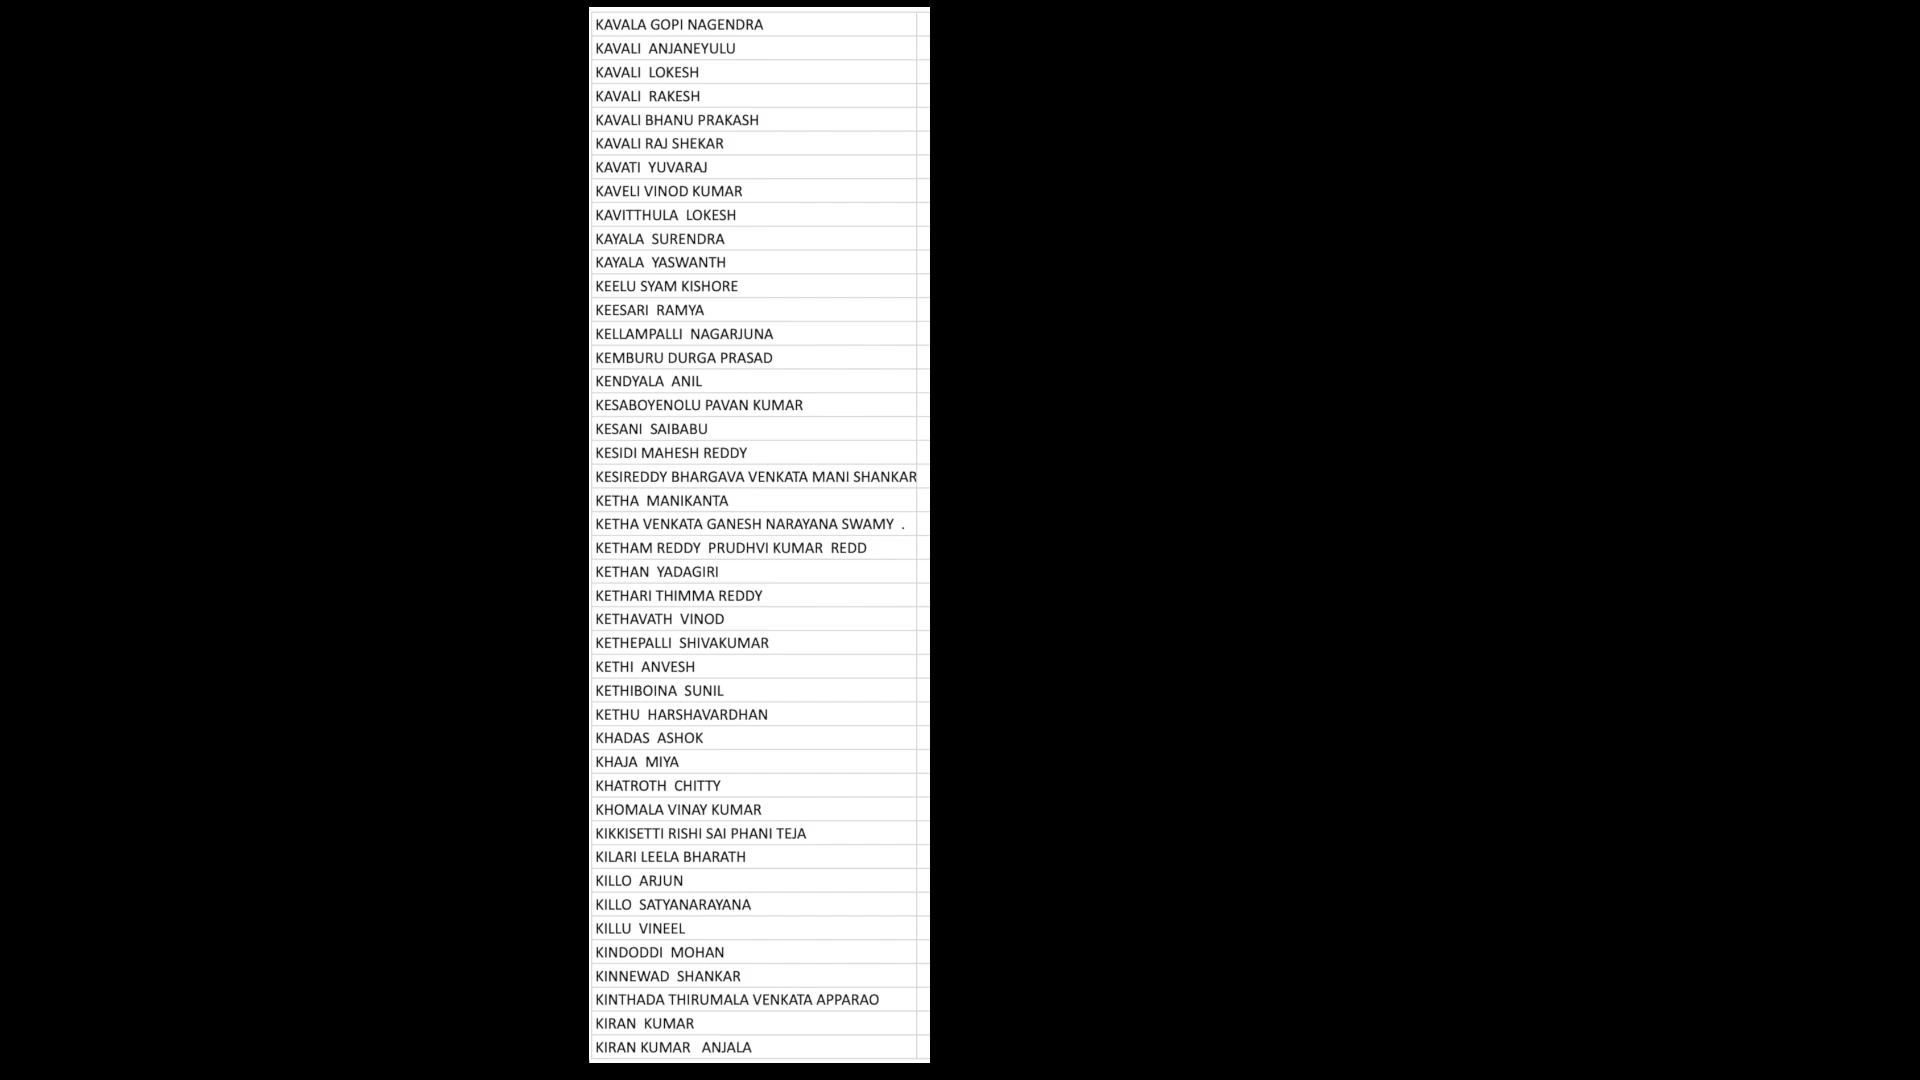 KAVALA GOPI NAGENDRA
KAVALI  ANJANEYULU
KAVALI  LOKESH
KAVALI  RAKESH
KAVALI BHANU PRAKASH
KAVALI RAJ SHEKAR
KAVATI  YUVARAJ
KAVELI VINOD KUMAR
KAVITTHULA  LOKESH
KAYALA  SURENDRA
KAYALA  YASWANTH
KEELU SYAM KISHORE
KEESARI  RAMYA
KELLAMPALLI  NAGARJUNA
KEMBURU DURGA PRASAD
KENDYALA  ANIL
KESABOYENOLU PAVAN KUMAR
KESANI  SAIBABU
KESIDI MAHESH REDDY
KESIREDDY BHARGAVA VENKATA MANI SHANKAR
KETHA  MANIKANTA
KETHA VENKATA GANESH NARAYANA SWAMY  .
KETHAM REDDY  PRUDHVI KUMAR  REDD
KETHAN  YADAGIRI
KETHARI THIMMA REDDY
KETHAVATH  VINOD
KETHEPALLI  SHIVAKUMAR
KETHI  ANVESH
KETHIBOINA  SUNIL
KETHU  HARSHAVARDHAN
KHADAS  ASHOK
KHAJA  MIYA
KHATROTH  CHITTY
KHOMALA VINAY KUMAR
KIKKISETTI RISHI SAI PHANI TEJA
KILARI LEELA BHARATH
KILLO  ARJUN
KILLO  SATYANARAYANA
KILLU  VINEEL
KINDODDI  MOHAN
KINNEWAD  SHANKAR
KINTHADA THIRUMALA VENKATA APPARAO
KIRAN  KUMAR
KIRAN KUMAR   ANJALA